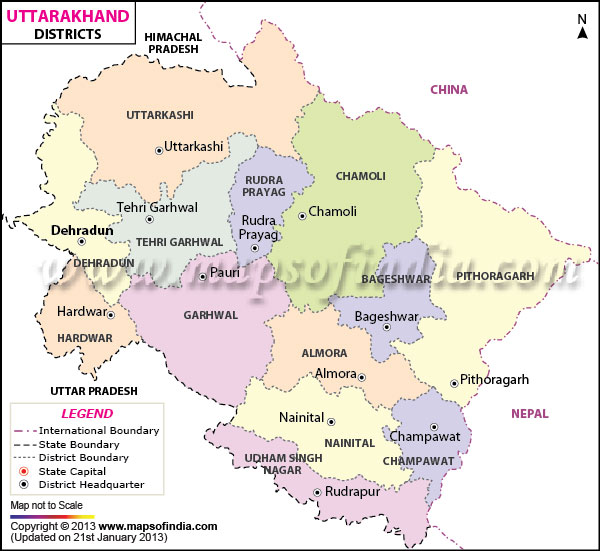 UTTARAKHAND
DISTRICTS
HIMACHAL
PRADESH
N
CHINA
UTTARKASHI
Uttarkashi
RUDRA
PRAYAG
CHAMOLI
Tehri Garhwal
Chamoli
Rudra
Prayag
Dehradun
TEHRI GARHWAL
DEHRADUN
Pauri
BAGESHWAR
PITHORAGARH
www.mapsofindia.com
Hardwar
GARHWAL
Bageshwar
HARDWAR
ALMORA
Almora
Pithoragarh
UTTAR PRADESH
NEPAL
Nainital
NAINITAL
Champawat
CHAMPAWAT
UDHAM SINGH
NAGAR
Rudrapur
LEGEND
International Boundary
State Boundary
District Boundary
State Capital
District Headquarter
Map not to Scale
Copyright © 2013 www.mapsofindia.com
(Updated on 21st January 2013)